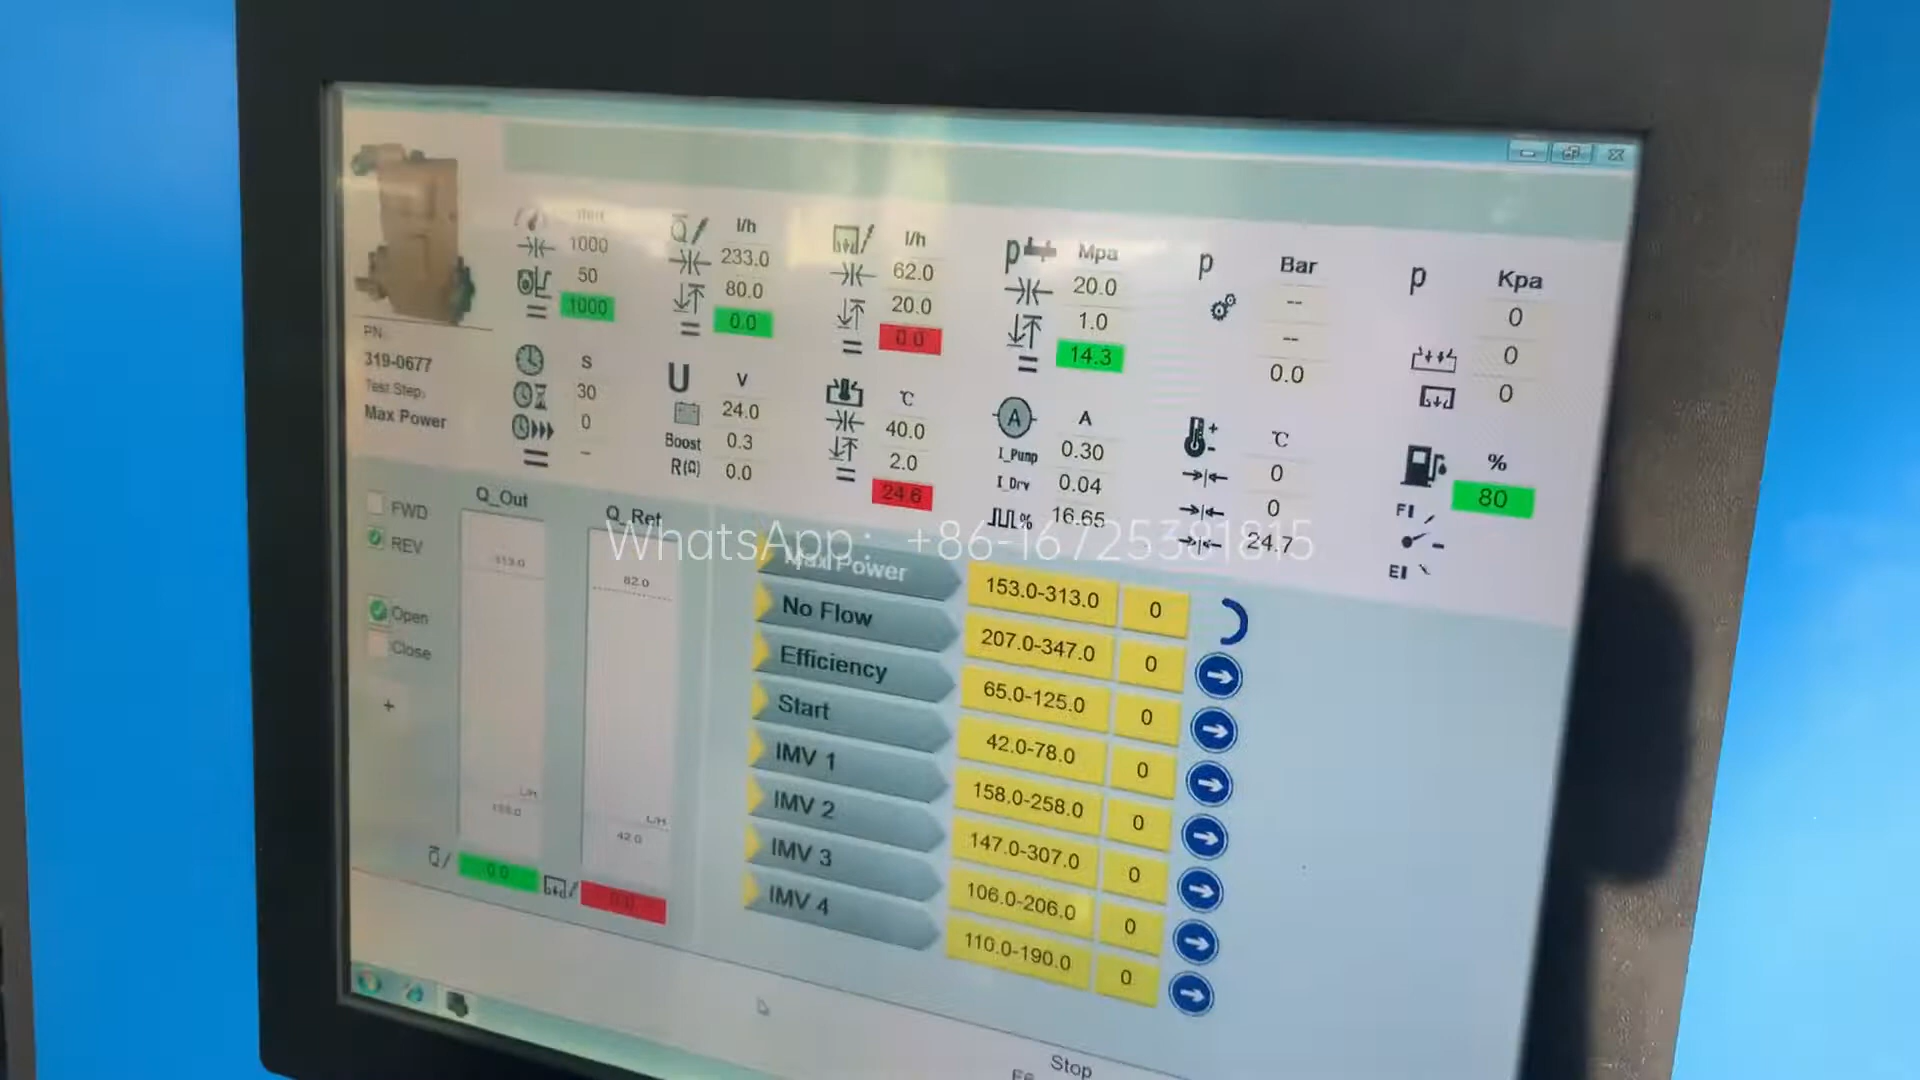 1000
50
1000
l/h
233.0
80.0
0.0
l/h
62.0
20.0
0.0
p
Mpa
20.0
1.0
14.3
p
Bar
--
--
0.0
p
Kpa
0
0
0
PN:
319-0677
Test Step:
Max Power
S
30
0
-
U
V
24.0
Boost 0.3
R(Ω) 0.0
℃
40.0
2.0
24.6
A
A
I_Pump 0.30
I_Drv 0.04
% 16.65
℃
0
0
24.7
%
80
FWD
REV
Open
Close
+
Q_Out
L/H
0.0
Q_Ret
82.0
L/H
42.0
0.0
WhatsApp: +86-16725381815
Max Power 153.0-313.0 0
No Flow 207.0-347.0 0
Efficiency 65.0-125.0 0
Start 42.0-78.0 0
IMV 1 158.0-258.0 0
IMV 2 147.0-307.0 0
IMV 3 106.0-206.0 0
IMV 4 110.0-190.0 0
Stop